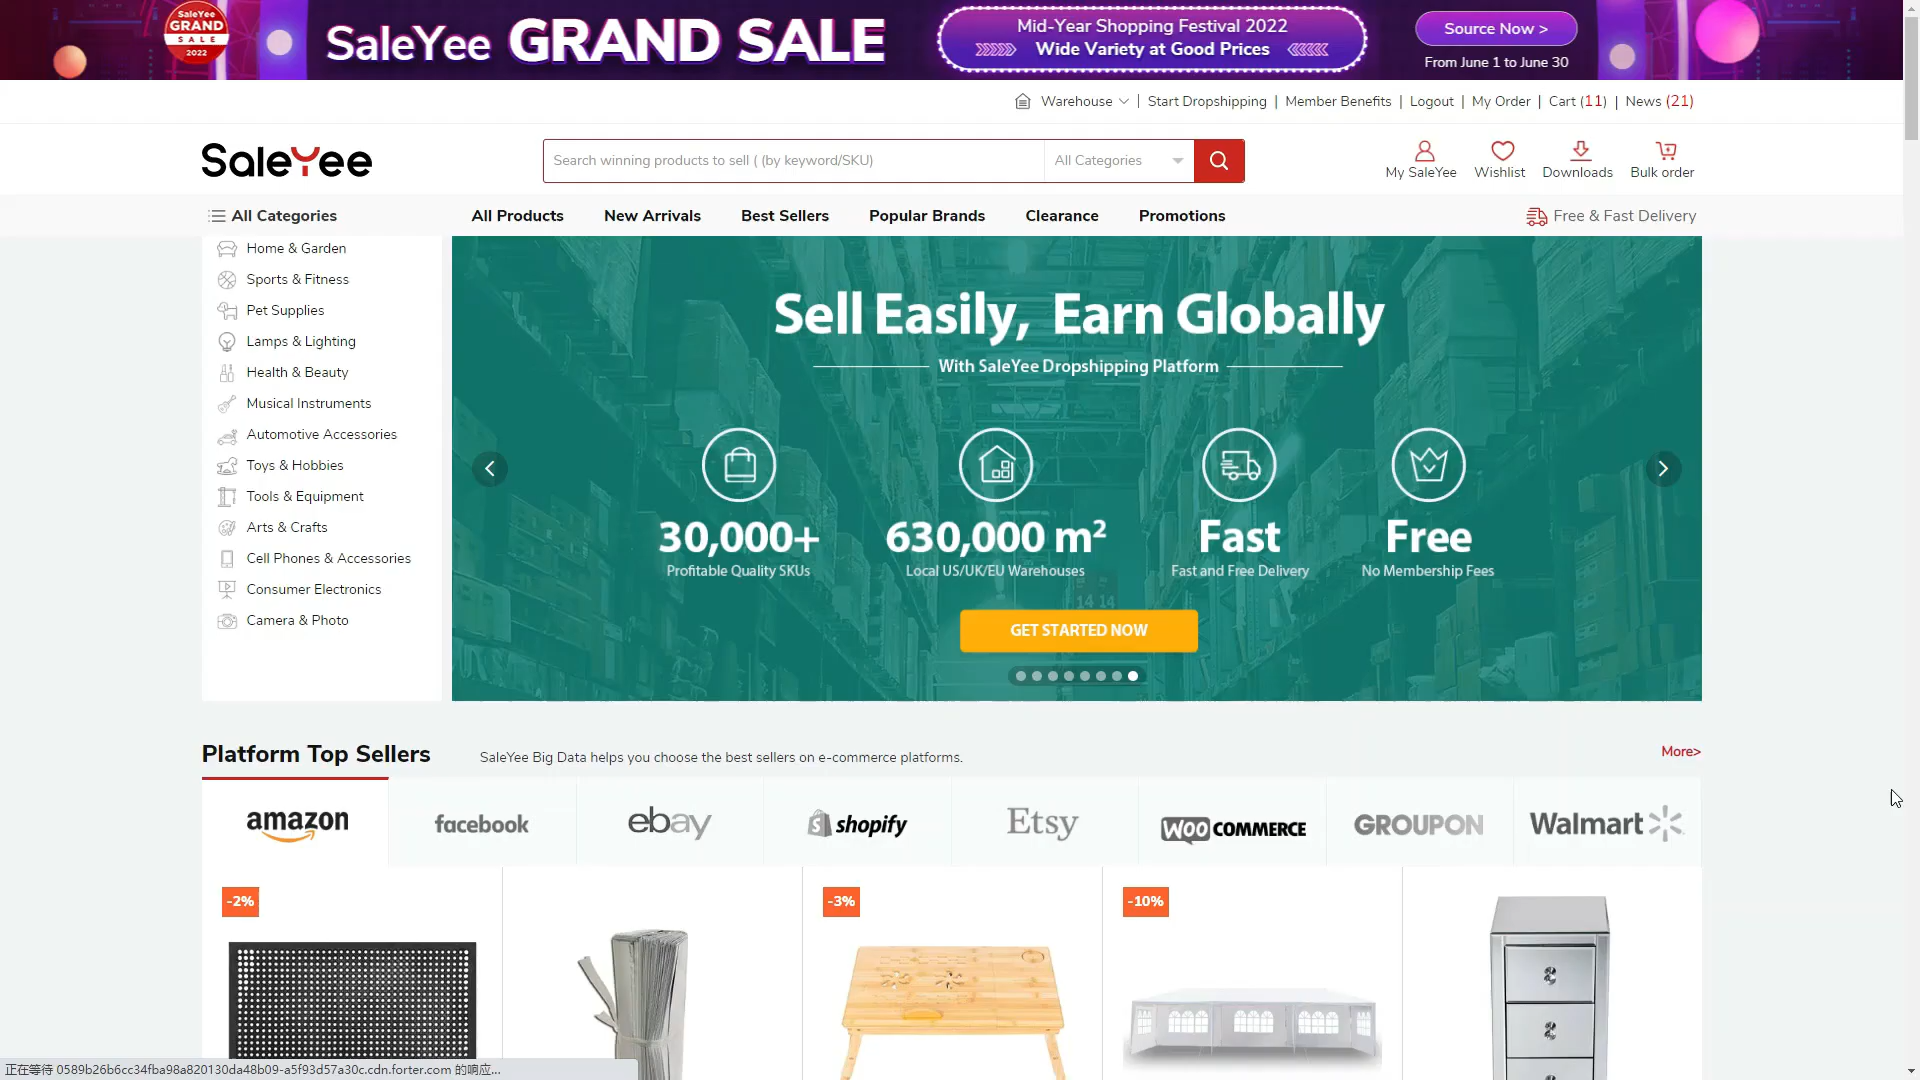 SaleYee
GRAND
SALE
2022
SaleYee GRAND SALE
Mid-Year Shopping Festival 2022
Wide Variety at Good Prices
Source Now >
From June 1 to June 30
Warehouse | Start Dropshipping | Member Benefits | Logout | My Order | Cart (11) | News (21)
SaleYee
Search winning products to sell ( (by keyword/SKU)
All Categories
My SaleYee
Wishlist
Downloads
Bulk order
All Categories
All Products
New Arrivals
Best Sellers
Popular Brands
Clearance
Promotions
Free & Fast Delivery
Home & Garden
Sports & Fitness
Pet Supplies
Lamps & Lighting
Health & Beauty
Musical Instruments
Automotive Accessories
Toys & Hobbies
Tools & Equipment
Arts & Crafts
Cell Phones & Accessories
Consumer Electronics
Camera & Photo
Sell Easily, Earn Globally
With SaleYee Dropshipping Platform
30,000+
Profitable Quality SKUs
630,000 m²
Local US/UK/EU Warehouses
Fast
Fast and Free Delivery
Free
No Membership Fees
14 14
GET STARTED NOW
Platform Top Sellers
SaleYee Big Data helps you choose the best sellers on e-commerce platforms.
More>
amazon
facebook
ebay
shopify
Etsy
WOO COMMERCE
GROUPON
Walmart
-2%
-3%
-10%
正在等待 0589b26b6cc34fba98a820130da48b09-a5f93d57a30c.cdn.forter.com 的响应...